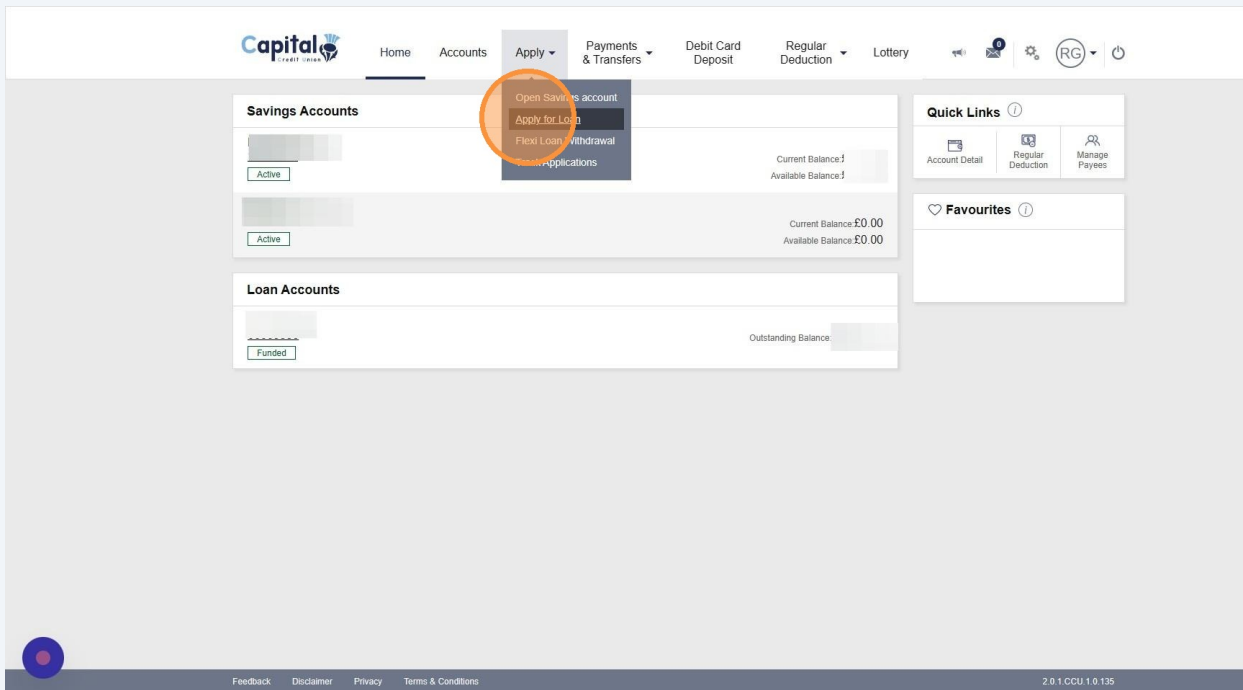 Capital
Credit Union
Home
Accounts
Apply
Payments
& Transfers
Debit Card
Deposit
Regular
Deduction
Lottery
0
RG
Open Savings account
Apply for Loan
Flexi Loan Withdrawal
Track Applications
Savings Accounts
Active
Current Balance:
Available Balance:
Active
Current Balance:£0.00
Available Balance:£0.00
Loan Accounts
Funded
Outstanding Balance:
Quick Links
Account Detail
Regular
Deduction
Manage
Payees
Favourites
Feedback
Disclaimer
Privacy
Terms & Conditions
2.0.1.CCU.1.0.135